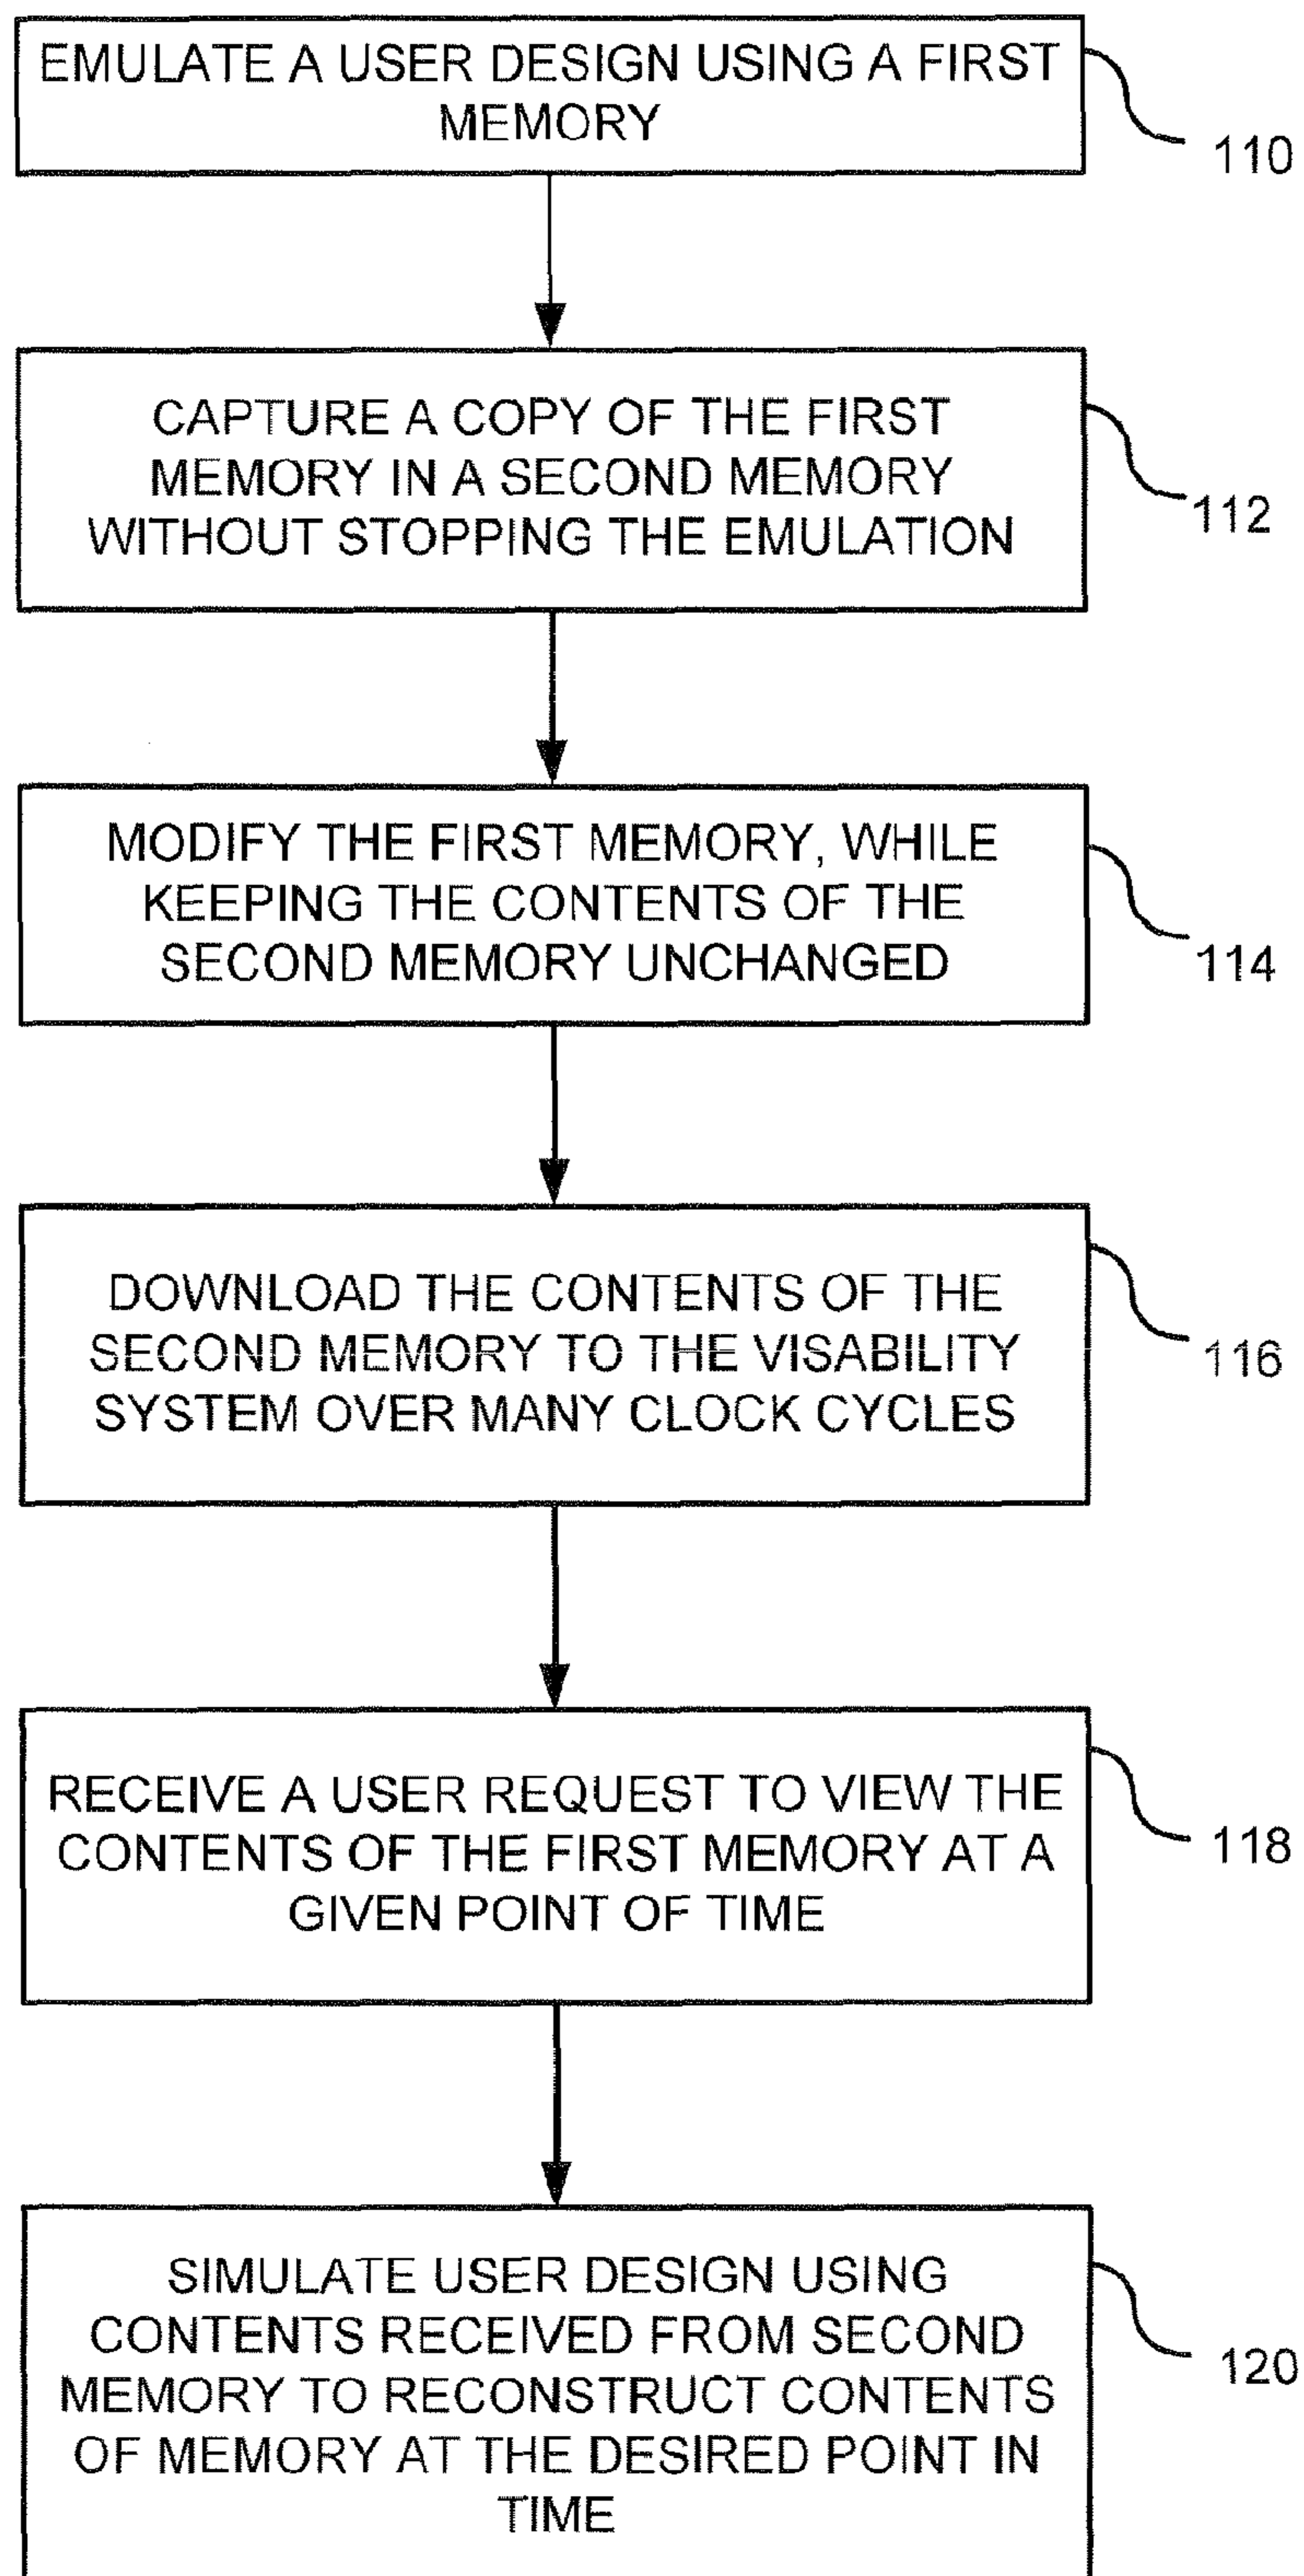 EMULATE A USER DESIGN USING A FIRST
MEMORY
110
CAPTURE A COPY OF THE FIRST
MEMORY IN A SECOND MEMORY
WITHOUT STOPPING THE EMULATION
112
MODIFY THE FIRST MEMORY, WHILE
KEEPING THE CONTENTS OF THE
SECOND MEMORY UNCHANGED
114
DOWNLOAD THE CONTENTS OF THE
SECOND MEMORY TO THE VISABILITY
SYSTEM OVER MANY CLOCK CYCLES
116
RECEIVE A USER REQUEST TO VIEW THE
CONTENTS OF THE FIRST MEMORY AT A
GIVEN POINT OF TIME
118
SIMULATE USER DESIGN USING
CONTENTS RECEIVED FROM SECOND
MEMORY TO RECONSTRUCT CONTENTS
OF MEMORY AT THE DESIRED POINT IN
TIME
120